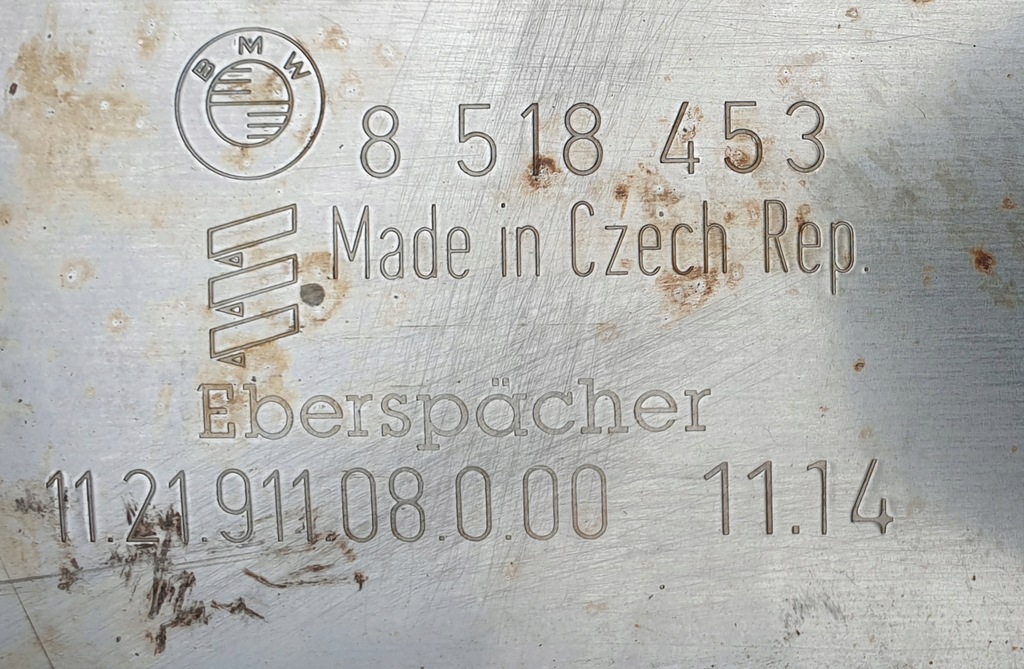 BMW
8 518 453
Made in Czech Rep.
Eberspächer
11.21.911.08.0.00 11.14